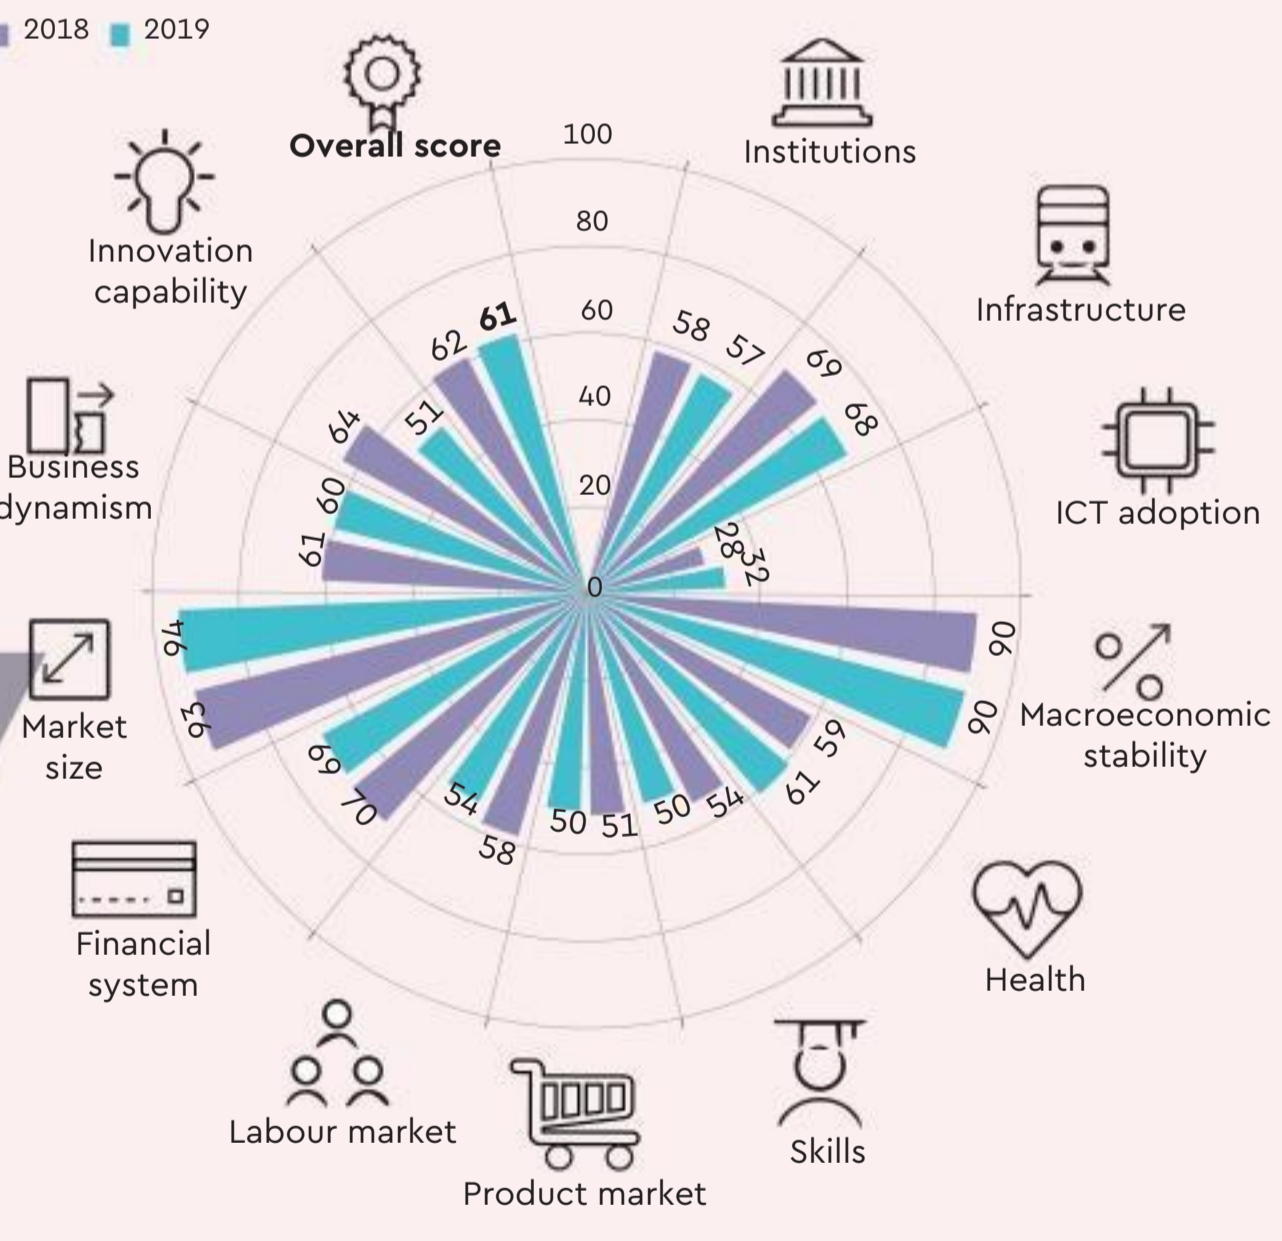 2018 2019
Overall score
Institutions
Infrastructure
ICT adoption
Macroeconomic
stability
Health
Skills
Product market
Labour market
Financial
system
Market
size
Business
dynamism
Innovation
capability
100
80
60
40
20
0
58
57
69
68
28
32
90
90
59
61
54
50
51
50
58
54
70
69
93
94
61
60
64
51
62
61